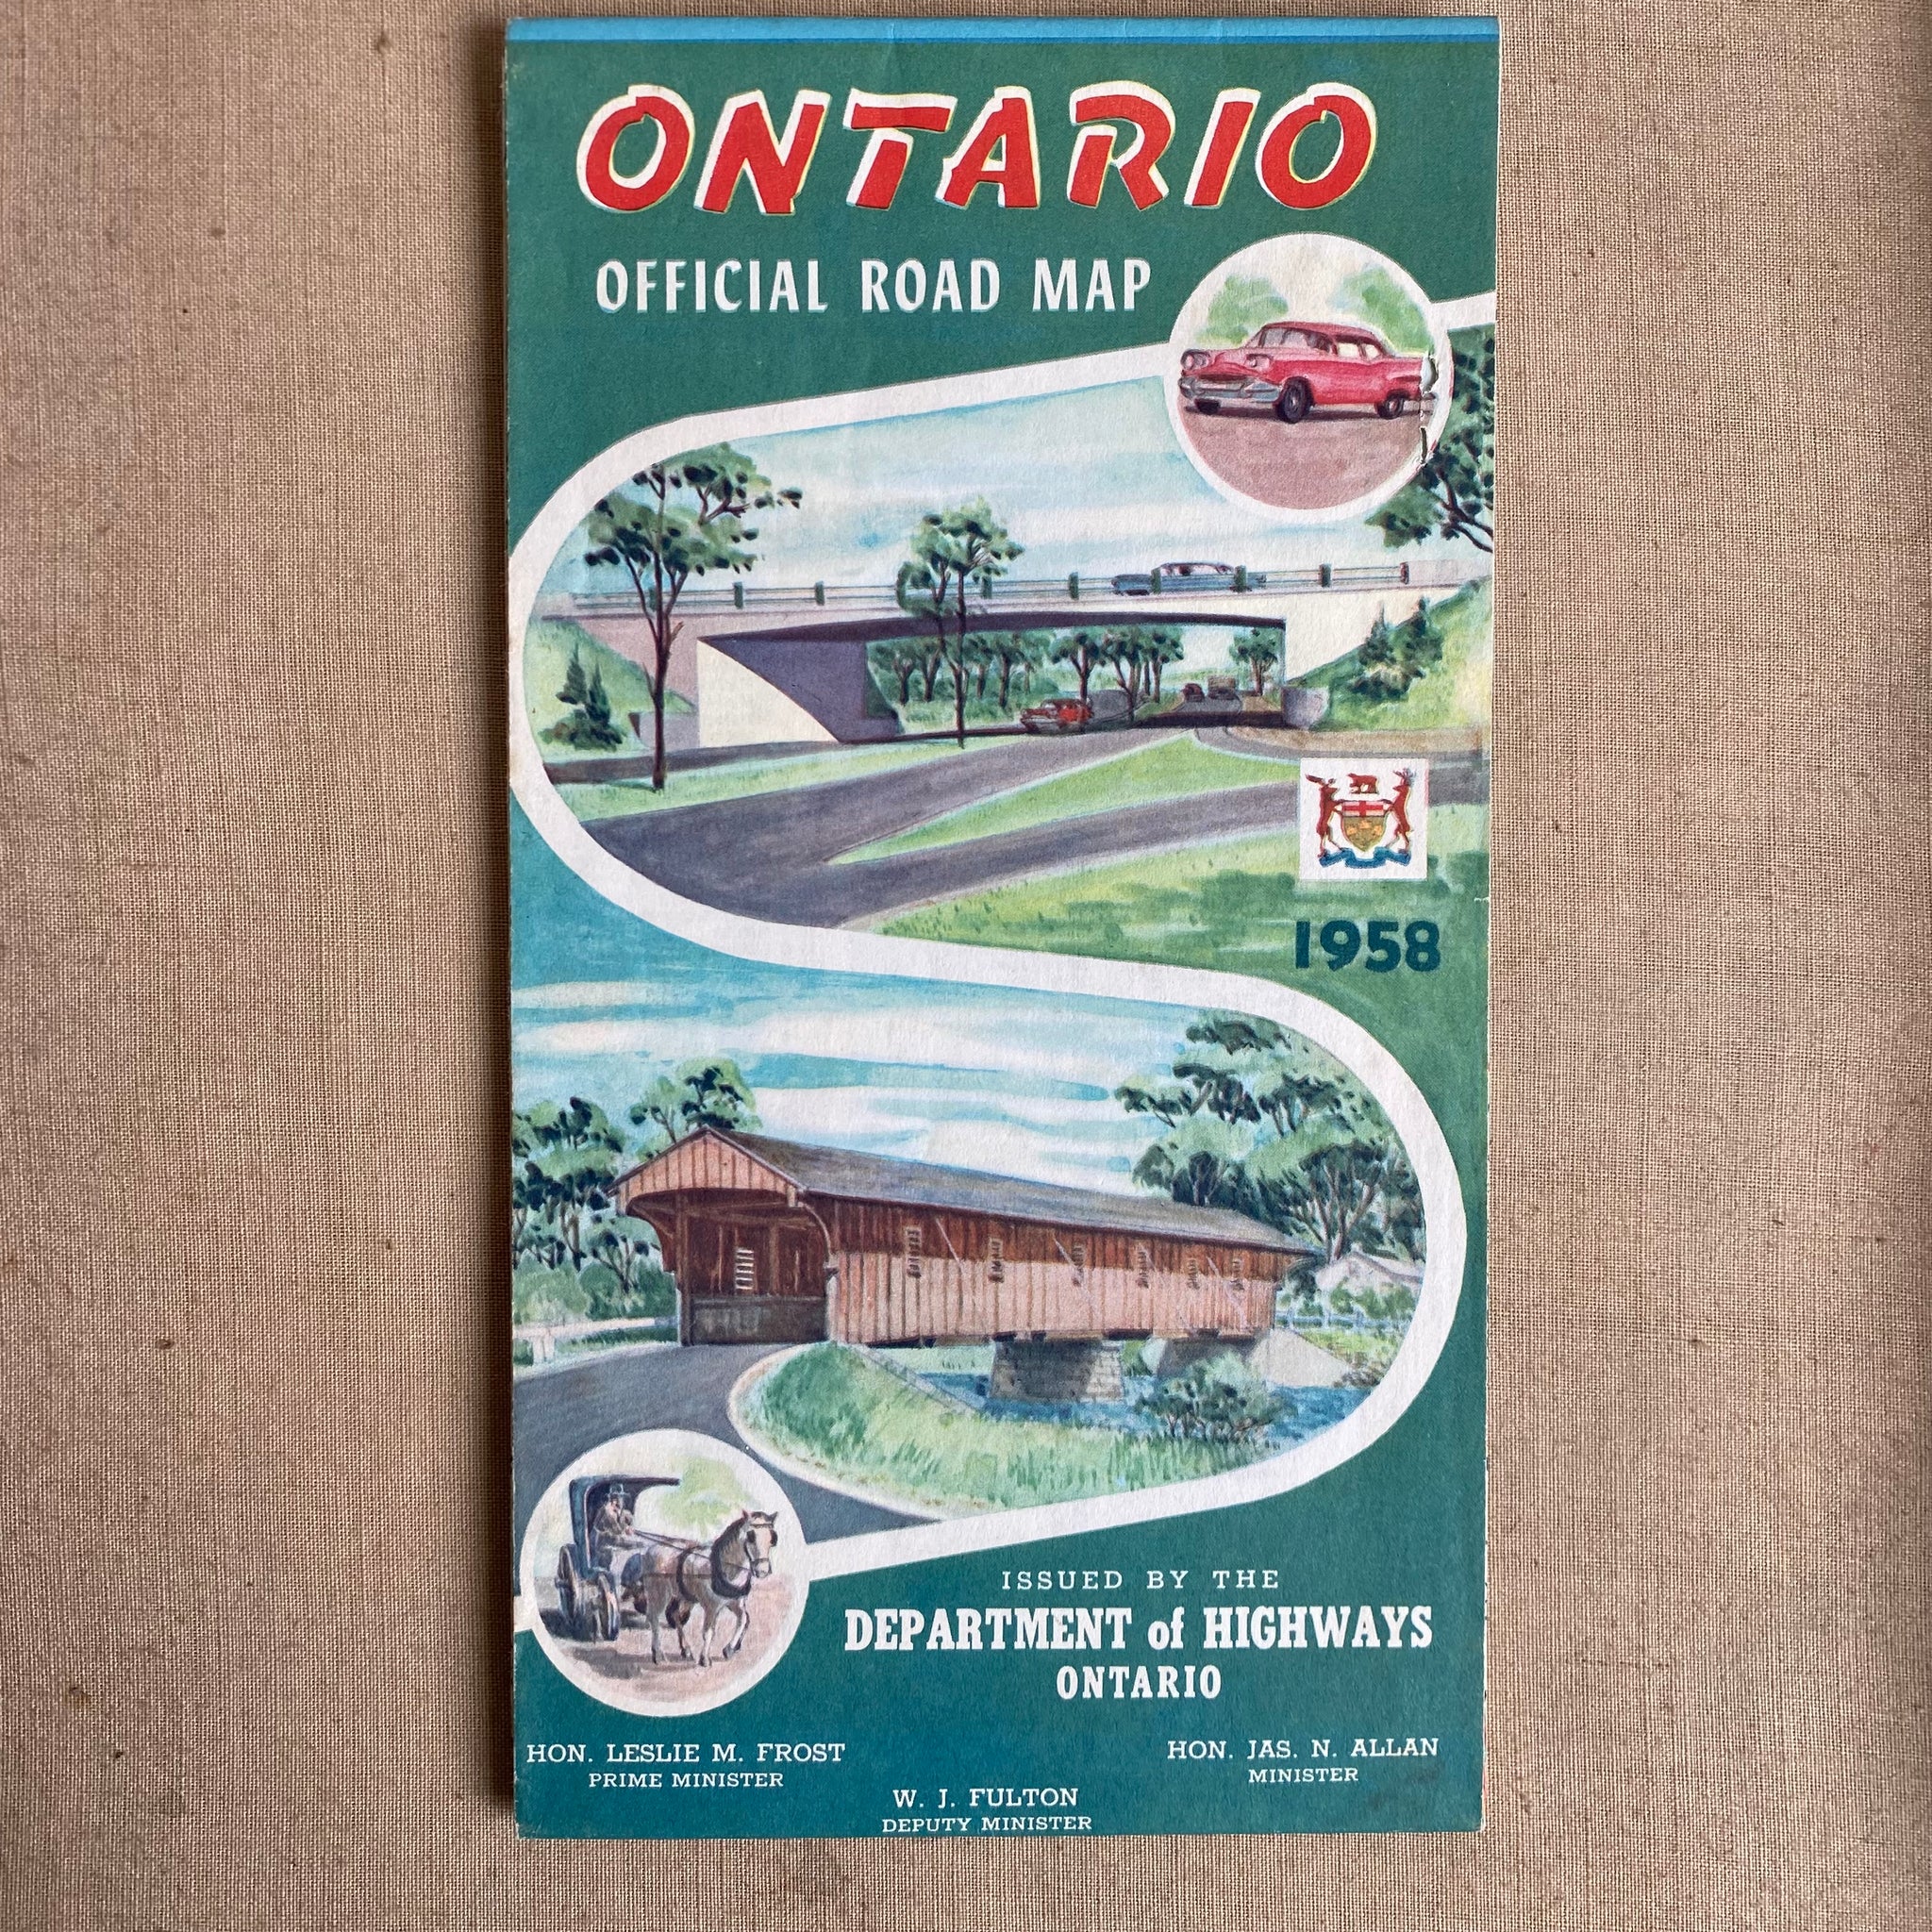 ONTARIO
OFFICIAL ROAD MAP
1958
ISSUED BY THE
DEPARTMENT of HIGHWAYS
ONTARIO
HON. LESLIE M. FROST
PRIME MINISTER
HON. JAS. N. ALLAN
MINISTER
W. J. FULTON
DEPUTY MINISTER